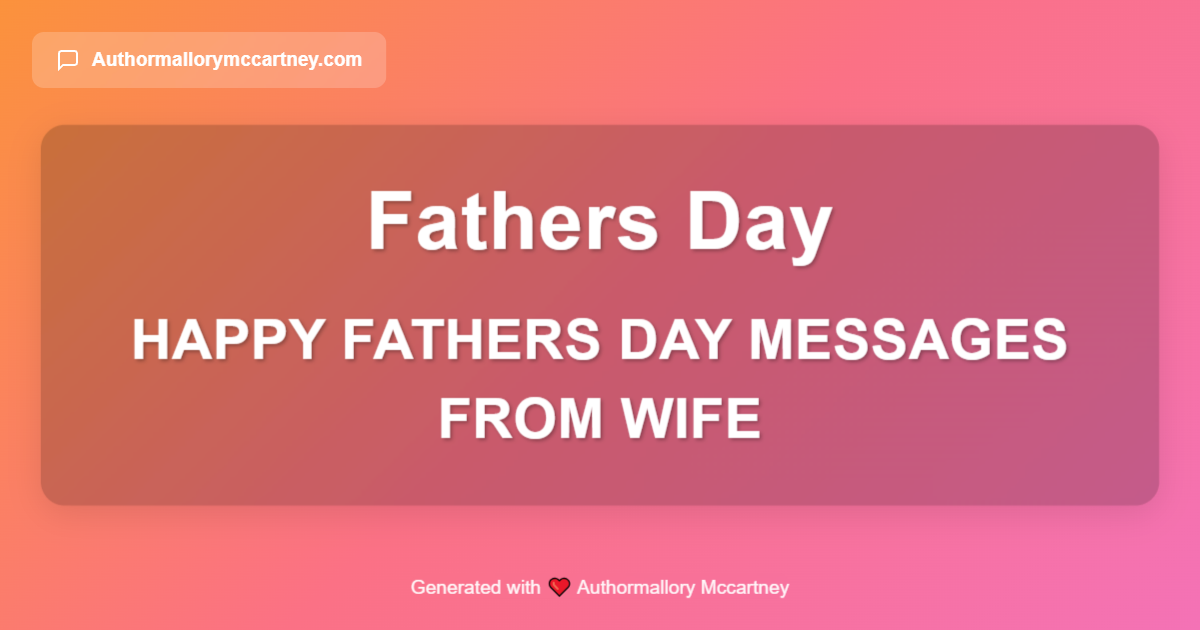 Authormallorymccartney.com
Fathers Day
HAPPY FATHERS DAY MESSAGES
FROM WIFE
Generated with ❤️ Authormallory Mccartney